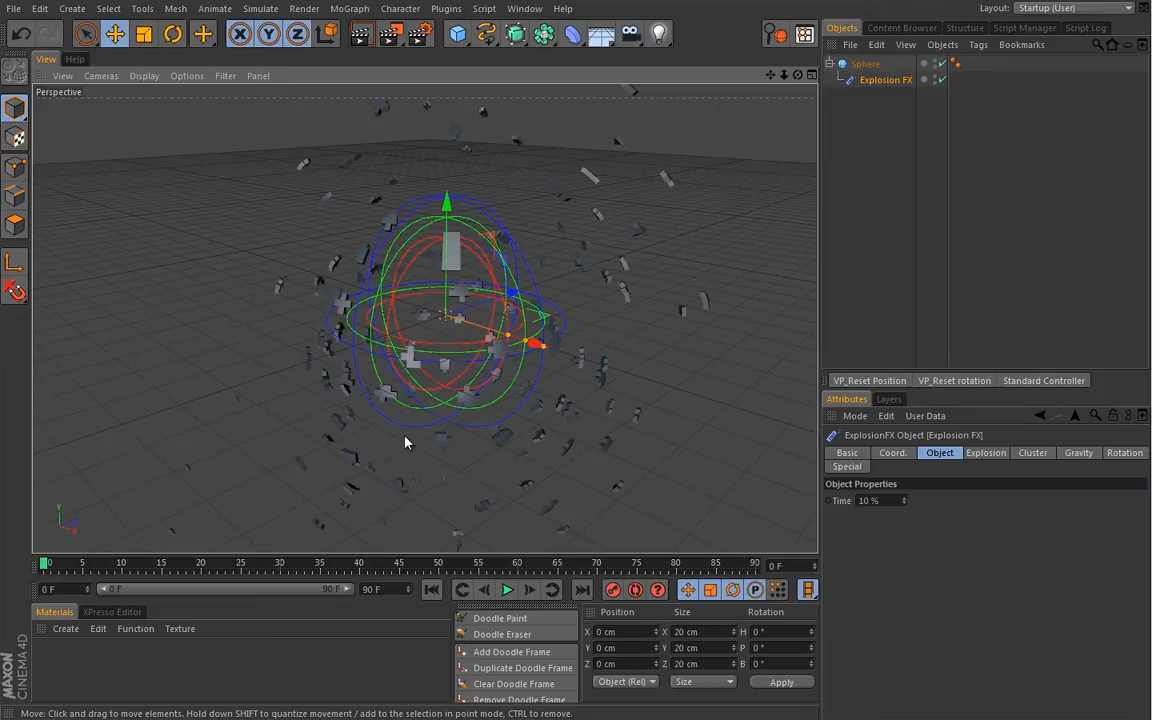 File Edit Create Select Tools Mesh Snap Animate Simulate Render MoGraph Character Plugins Script Window Help Layout: Startup (User)
Objects Content Browser Structure Script Manager Script Log
View Help File Edit View Objects Tags Bookmarks
Sphere
View Cameras Display Options Filter Panel Explosion FX
Perspective
Y
VP_Reset Position VP_Reset rotation Standard Controller
Attributes Layers
Mode Edit User Data
ExplosionFX Object [Explosion FX]
Basic Coord. Object Explosion Cluster Gravity Rotation
Special
Object Properties
Time 10 %
0 5 10 15 20 25 30 35 40 45 50 55 60 65 70 75 80 85 90 0 F
0 F 0 F 90 F 90 F P
Materials XPresso Editor Doodle Paint Position Size Rotation
Create Edit Function Texture Doodle Eraser X 0 cm X 20 cm H 0 °
Add Doodle Frame Y 0 cm Y 20 cm P 0 °
Duplicate Doodle Frame Z 0 cm Z 20 cm B 0 °
Clear Doodle Frame Object (Rel) Size Apply
Remove Doodle Frame
MAXON CINEMA 4D
Move: Click and drag to move elements. Hold down SHIFT to quantize movement / add to the selection in point mode, CTRL to remove.